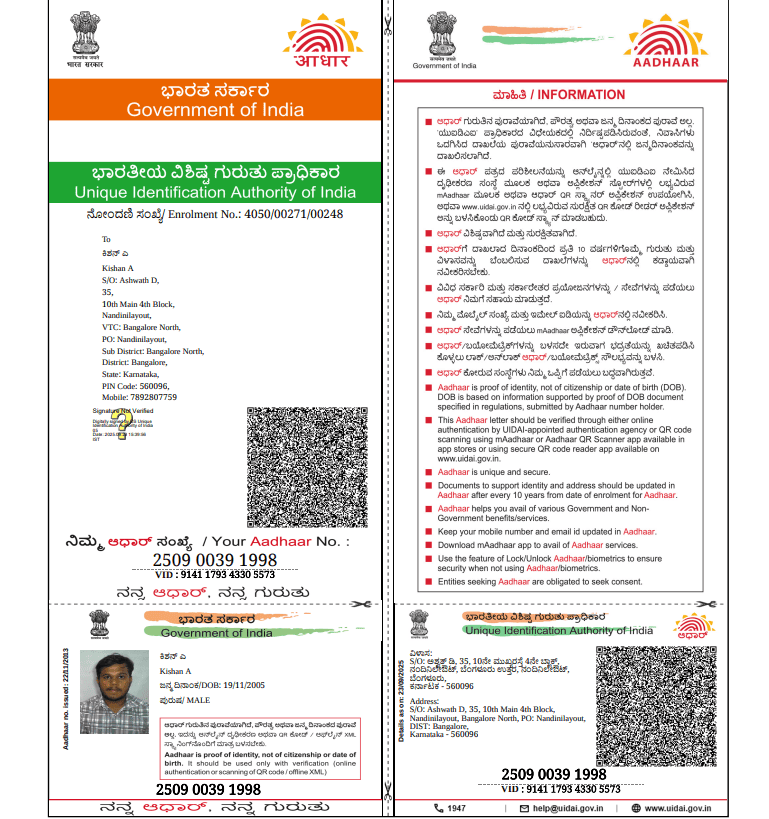 सत्यमेव जयते
भारत सरकार
आधार
ಭಾರತ ಸರ್ಕಾರ
Government of India
ಭಾರತೀಯ ವಿಶಿಷ್ಟ ಗುರುತು ಪ್ರಾಧಿಕಾರ
Unique Identification Authority of India
ನೋಂದಣಿ ಸಂಖ್ಯೆ/ Enrolment No.: 4050/00271/00248
To
ಕಿಶನ್ ಎ
Kishan A
S/O: Ashwath D,
35,
10th Main 4th Block,
Nandinilayout,
VTC: Bangalore North,
PO: Nandinilayout,
Sub District: Bangalore North,
District: Bangalore,
State: Karnataka,
PIN Code: 560096,
Mobile: 7892807759
Signature Not Verified
ನಿಮ್ಮ ಆಧಾರ್ ಸಂಖ್ಯೆ / Your Aadhaar No. :
2509 0039 1998
VID : 9141 1793 4330 5573
ನನ್ನ ಆಧಾರ್, ನನ್ನ ಗುರುತು
सत्यमेव जयते
Government of India
AADHAAR
ಮಾಹಿತಿ / INFORMATION
ಆಧಾರ್ ಗುರುತಿನ ಪುರಾವೆಯಾಗಿದೆ, ಪೌರತ್ವ ಅಥವಾ ಜನ್ಮ ದಿನಾಂಕದ ಪುರಾವೆ ಅಲ್ಲ.
'ಯುಐಡಿಎಐ' ಪ್ರಾಧಿಕಾರದ ವಿಧೇಯಕದಲ್ಲಿ ನಿರ್ದಿಷ್ಟಪಡಿಸಿರುವಂತೆ, ನಿವಾಸಿಗಳು
ಒದಗಿಸಿದ ದಾಖಲೆಯ ಪುರಾವೆಯನುಸಾರವಾಗಿ 'ಆಧಾರ್'ನಲ್ಲಿ ಜನ್ಮದಿನಾಂಕವನ್ನು
ದಾಖಲಿಸಲಾಗಿದೆ.
ಈ ಆಧಾರ್ ಪತ್ರದ ಪರಿಶೀಲನೆಯನ್ನು ಆನ್‌ಲೈನ್ನಲ್ಲಿ ಯುಐಡಿಎಐ ನೇಮಿಸಿದ
ದೃಢೀಕರಣ ಸಂಸ್ಥೆ ಮೂಲಕ ಅಥವಾ ಅಪ್ಲಿಕೇಶನ್ ಸ್ಟೋರ್‌ಗಳಲ್ಲಿ ಲಭ್ಯವಿರುವ
mAadhaar ಮೂಲಕ ಅಥವಾ ಆಧಾರ್ QR ಸ್ಕ್ಯಾನರ್ ಅಪ್ಲಿಕೇಶನ್ ಉಪಯೋಗಿಸಿ.
ಅಥವಾ www.uidai.gov.in ನಲ್ಲಿ ಲಭ್ಯವಿರುವ ಸುರಕ್ಷಿತ QR ಕೋಡ್ ರೀಡರ್ ಅಪ್ಲಿಕೇಶನ್
ಅನ್ನು ಬಳಸಿಕೊಂಡು QR ಕೋಡ್ ಸ್ಕ್ಯಾನ್ ಮಾಡಬಹುದು.
ಆಧಾರ್ ವಿಶಿಷ್ಟವಾಗಿದೆ ಮತ್ತು ಸುರಕ್ಷಿತವಾಗಿದೆ.
ಆಧಾರ್‌ಗೆ ದಾಖಲಾದ ದಿನಾಂಕದಿಂದ ಪ್ರತಿ 10 ವರ್ಷಗಳಿಗೊಮ್ಮೆ ಗುರುತು ಮತ್ತು
ವಿಳಾಸವನ್ನು ಬೆಂಬಲಿಸುವ ದಾಖಲೆಗಳನ್ನು ಆಧಾರ್‌ನಲ್ಲಿ ಕಡ್ಡಾಯವಾಗಿ
ನವೀಕರಿಸಬೇಕು.
ವಿವಿಧ ಸರ್ಕಾರಿ ಮತ್ತು ಸರ್ಕಾರೇತರ ಪ್ರಯೋಜನಗಳನ್ನು / ಸೇವೆಗಳನ್ನು ಪಡೆಯಲು
ಆಧಾರ್ ನಿಮಗೆ ಸಹಾಯ ಮಾಡುತ್ತದೆ.
ನಿಮ್ಮ ಮೊಬೈಲ್ ಸಂಖ್ಯೆ ಮತ್ತು ಇಮೇಲ್ ಐಡಿಯನ್ನು ಆಧಾರ್‌ನಲ್ಲಿ ನವೀಕರಿಸಿ.
ಆಧಾರ್ ಸೇವೆಗಳನ್ನು ಪಡೆಯಲು mAadhaar ಅಪ್ಲಿಕೇಶನ್ ಡೌನ್‌ಲೋಡ್ ಮಾಡಿ.
ಆಧಾರ್/ಬಯೋಮೆಟ್ರಿಕ್‌ಗಳನ್ನು ಬಳಸದೇ ಇರುವಾಗ ಭದ್ರತೆಯನ್ನು ಖಚಿತಪಡಿಸಿ
ಕೊಳ್ಳಲು ಲಾಕ್/ಅನ್‌ಲಾಕ್ ಆಧಾರ್/ಬಯೋಮೆಟ್ರಿಕ್ಸ್ ಸೌಲಭ್ಯವನ್ನು ಬಳಸಿ.
ಆಧಾರ್ ಕೋರುವ ಸಂಸ್ಥೆಗಳು ನಿಮ್ಮ ಒಪ್ಪಿಗೆ ಪಡೆಯಲು ಬದ್ಧವಾಗಿರುತ್ತವೆ.
Aadhaar is proof of identity, not of citizenship or date of birth (DOB).
DOB is based on information supported by proof of DOB document
specified in regulations, submitted by Aadhaar number holder.
This Aadhaar letter should be verified through either online
authentication by UIDAI-appointed authentication agency or QR code
scanning using mAadhaar or Aadhaar QR Scanner app available in
app stores or using secure QR code reader app available on
www.uidai.gov.in.
Aadhaar is unique and secure.
Documents to support identity and address should be updated in
Aadhaar after every 10 years from date of enrolment for Aadhaar.
Aadhaar helps you avail of various Government and Non-
Government benefits/services.
Keep your mobile number and email id updated in Aadhaar.
Download mAadhaar app to avail of Aadhaar services.
Use the feature of Lock/Unlock Aadhaar/biometrics to ensure
security when not using Aadhaar/biometrics.
Entities seeking Aadhaar are obligated to seek consent.
ಭಾರತ ಸರ್ಕಾರ
Government of India
Aadhaar no. issued: 22/11/2013
ಕಿಶನ್ ಎ
Kishan A
ಜನ್ಮ ದಿನಾಂಕ/DOB: 19/11/2005
ಪುರುಷ/ MALE
ಆಧಾರ್ ಗುರುತಿನ ಪುರಾವೆಯಾಗಿದೆ, ಪೌರತ್ವ ಅಥವಾ ಜನ್ಮ ದಿನಾಂಕದ ಪುರಾವೆ
ಅಲ್ಲ. ಇದನ್ನು ಆನ್‌ಲೈನ್ ದೃಢೀಕರಣ ಅಥವಾ QR ಕೋಡ್ / ಆಫ್‌ಲೈನ್ XML
ಸ್ಕ್ಯಾನಿಂಗ್‌ನೊಂದಿಗೆ ಮಾತ್ರ ಬಳಸಬೇಕು.
Aadhaar is proof of identity, not of citizenship or date of
birth. It should be used only with verification (online
authentication or scanning of QR code / offline XML)
2509 0039 1998
ನನ್ನ ಆಧಾರ್, ನನ್ನ ಗುರುತು
ಭಾರತೀಯ ವಿಶಿಷ್ಟ ಗುರುತು ಪ್ರಾಧಿಕಾರ
Unique Identification Authority of India
ಆಧಾರ್
Details as on: 23/09/2025
ವಿಳಾಸ:
S/O: ಅಶ್ವತ್ಥ್ ಡಿ, 35, 10ನೇ ಮುಖ್ಯರಸ್ತೆ 4ನೇ ಬ್ಲಾಕ್,
ನಂದಿನಿಲೇಔಟ್, ಬೆಂಗಳೂರು ಉತ್ತರ, ನಂದಿನಿಲೇಔಟ್,
ಬೆಂಗಳೂರು,
ಕರ್ನಾಟಕ - 560096
Address:
S/O: Ashwath D, 35, 10th Main 4th Block,
Nandinilayout, Bangalore North, PO: Nandinilayout,
DIST: Bangalore,
Karnataka - 560096
2509 0039 1998
VID : 9141 1793 4330 5573
1947
help@uidai.gov.in
www.uidai.gov.in